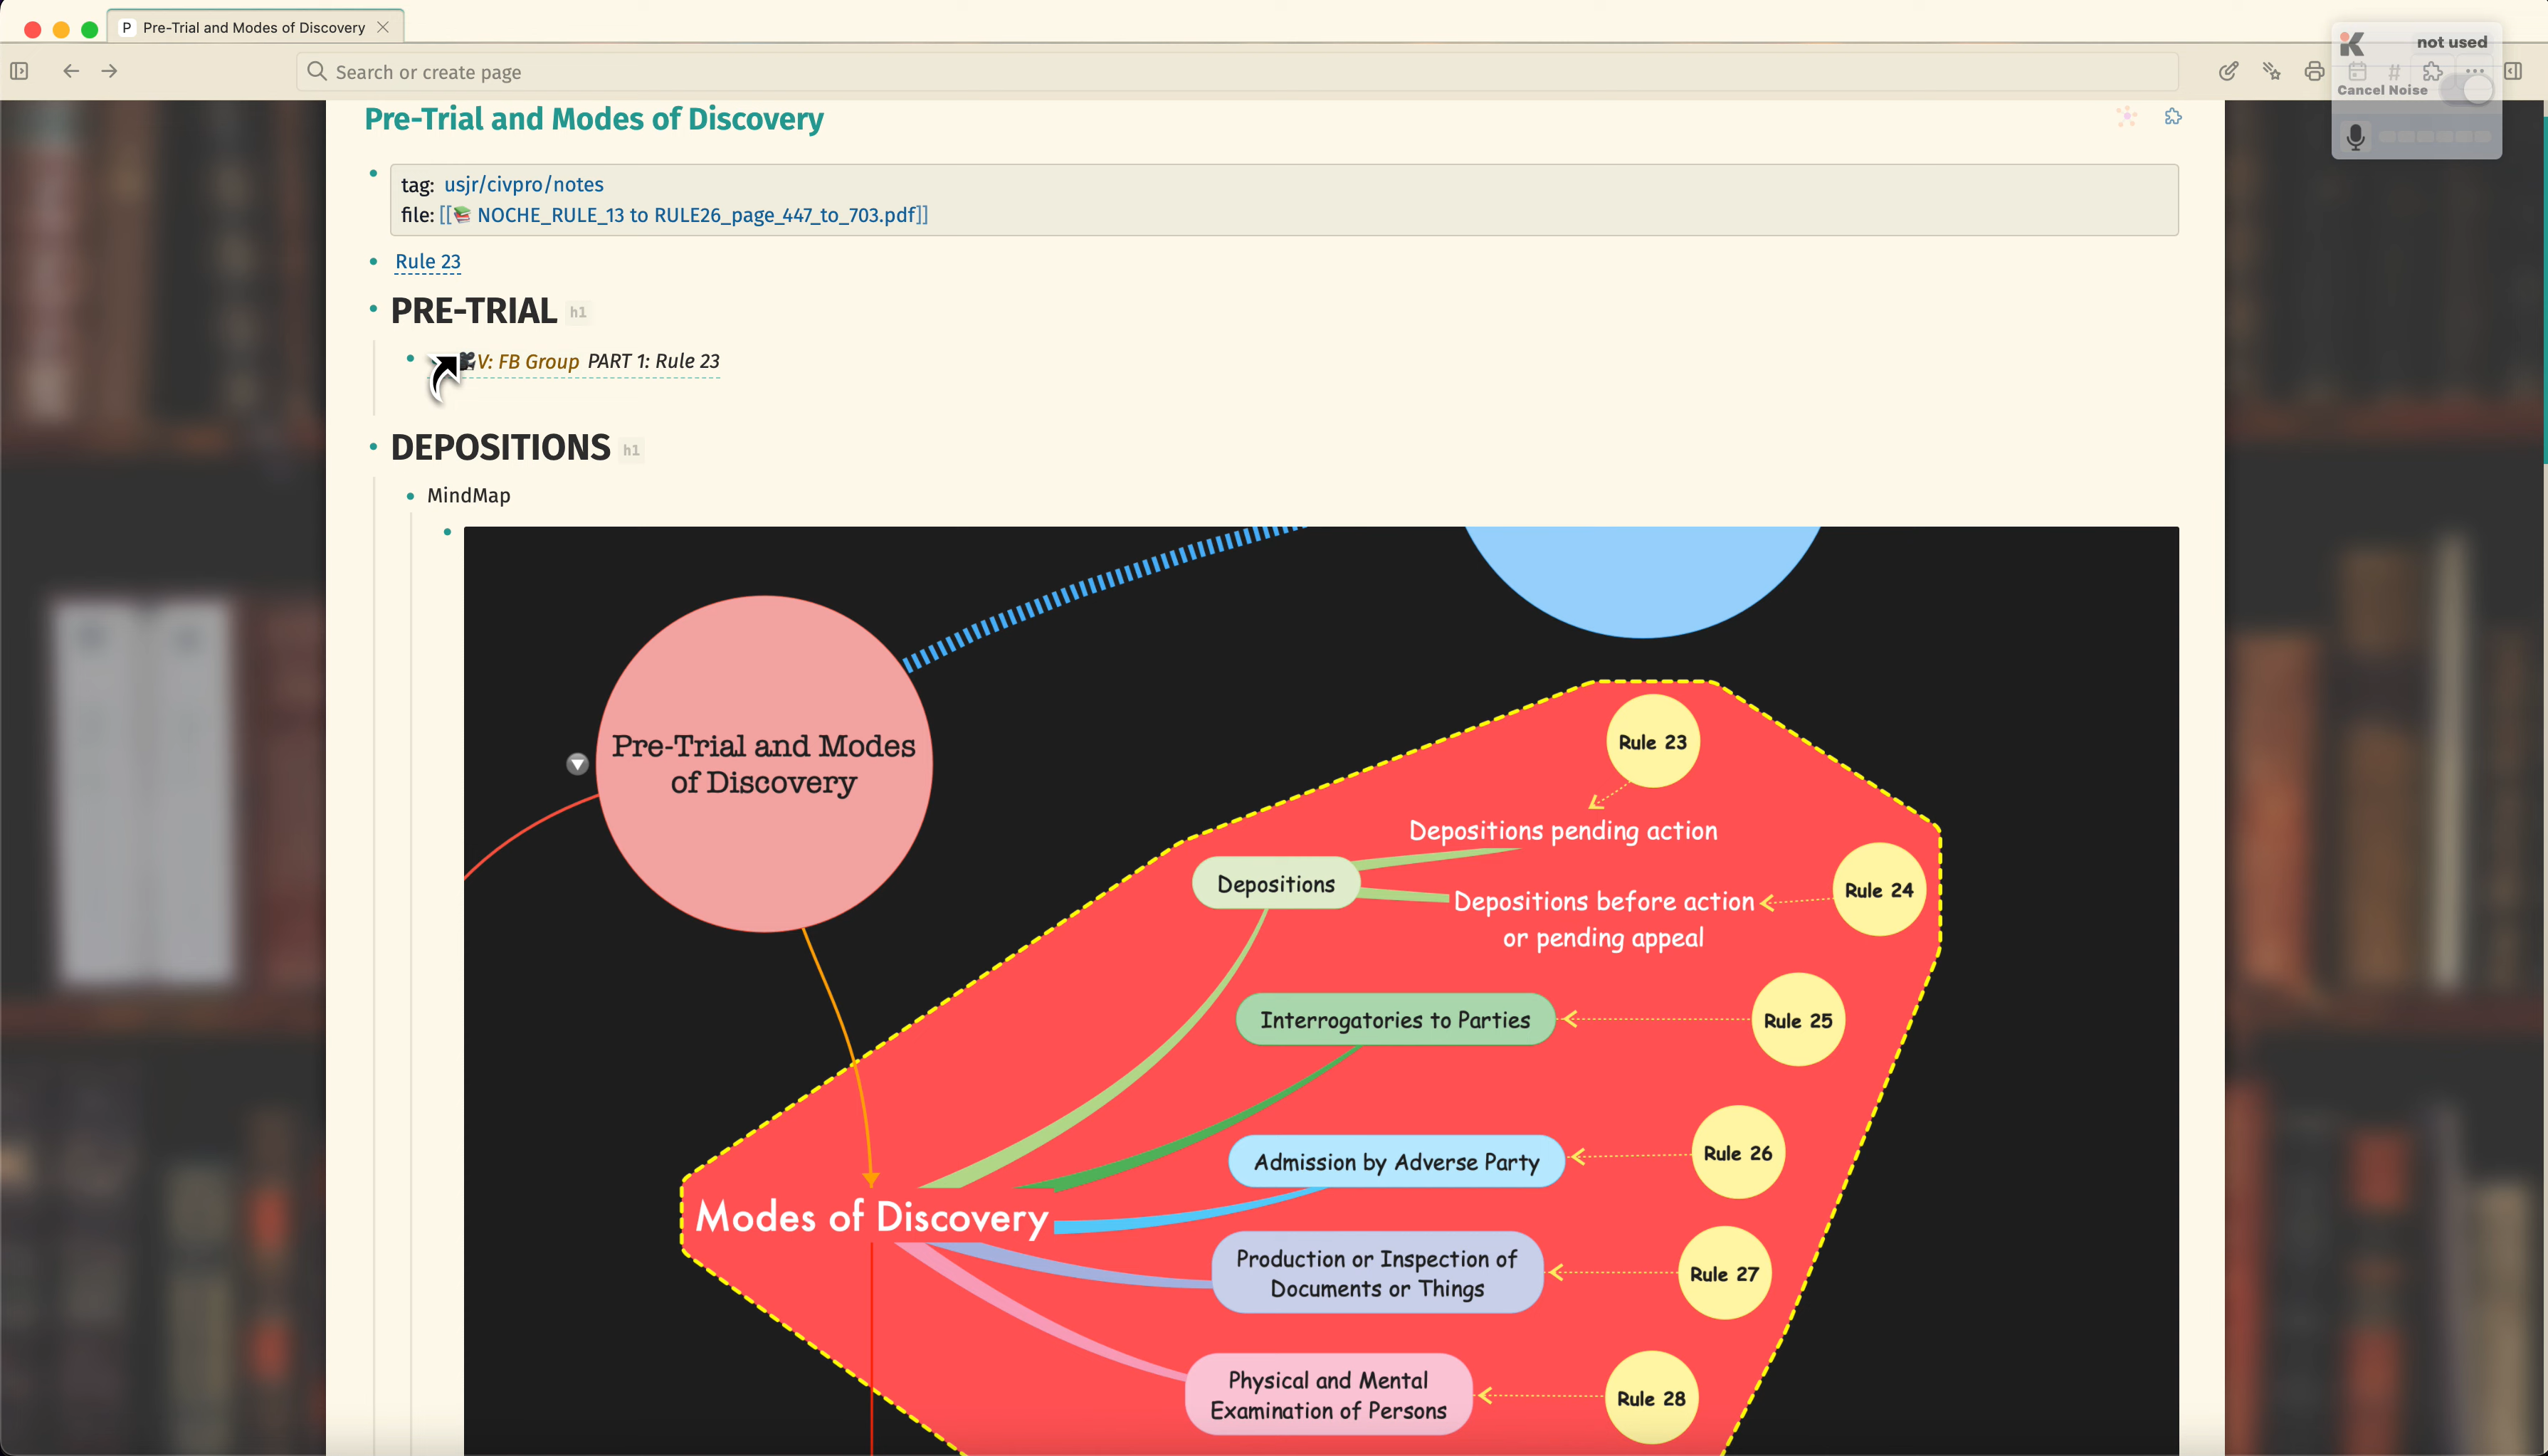 P Pre-Trial and Modes of Discovery
Search or create page
not used
Cancel Noise
Pre-Trial and Modes of Discovery
tag: usjr/civpro/notes
file: [[📚 NOCHE_RULE_13 to RULE26_page_447_to_703.pdf]]
Rule 23
PRE-TRIAL h1
V: FB Group PART 1: Rule 23
DEPOSITIONS h1
MindMap
Pre-Trial and Modes
of Discovery
Rule 23
Depositions pending action
Depositions
Rule 24
Depositions before action
or pending appeal
Interrogatories to Parties
Rule 25
Admission by Adverse Party
Rule 26
Modes of Discovery
Production or Inspection of
Documents or Things
Rule 27
Physical and Mental
Examination of Persons
Rule 28